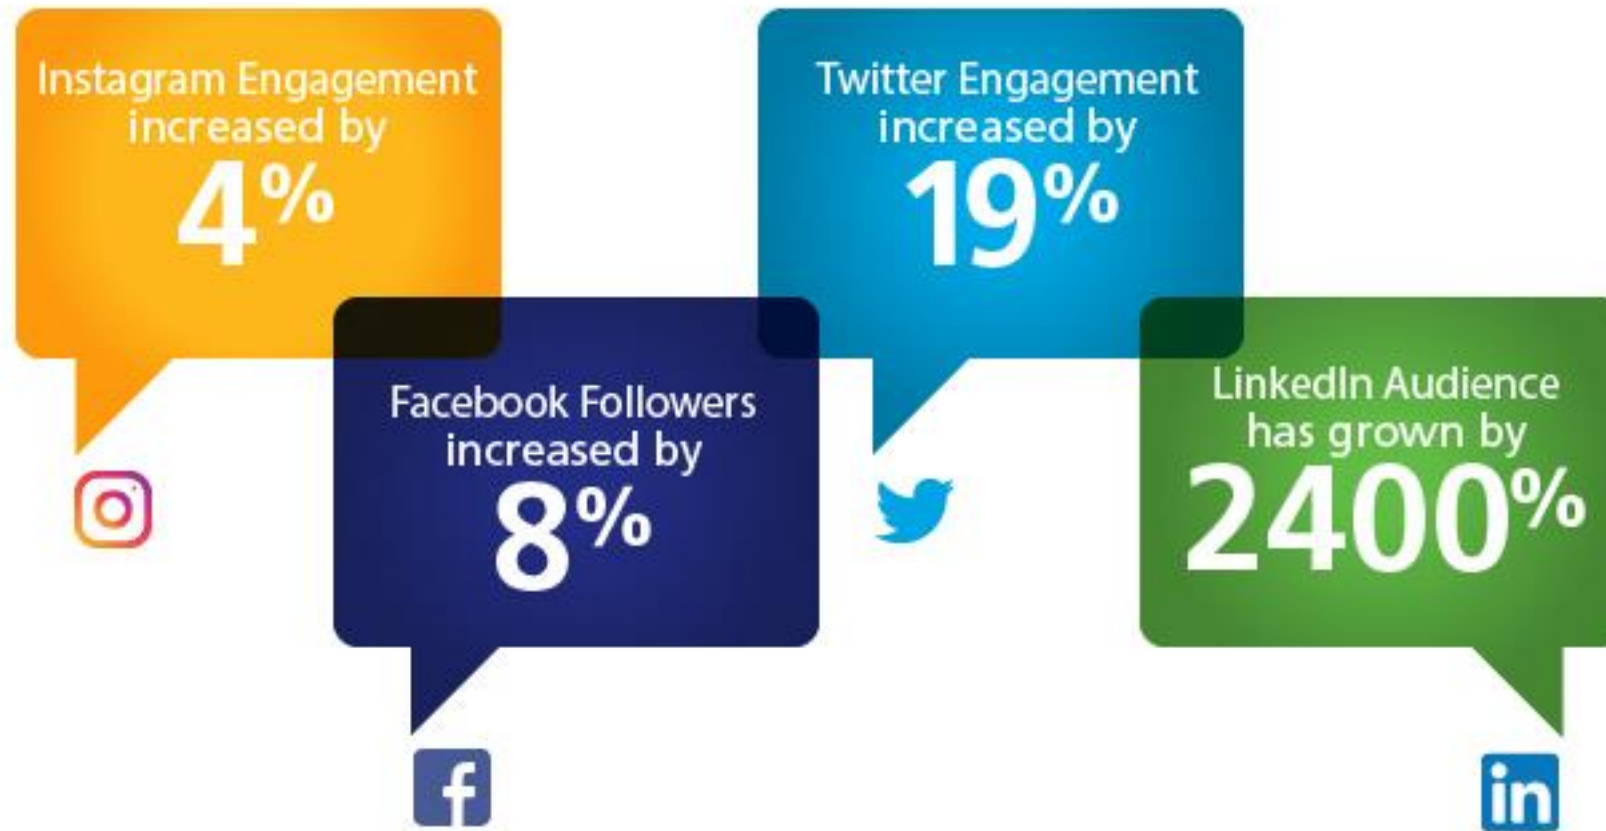 Instagram Engagement
increased by
4%
Twitter Engagement
increased by
19%
Facebook Followers
increased by
8%
LinkedIn Audience
has grown by
2400%
f
in